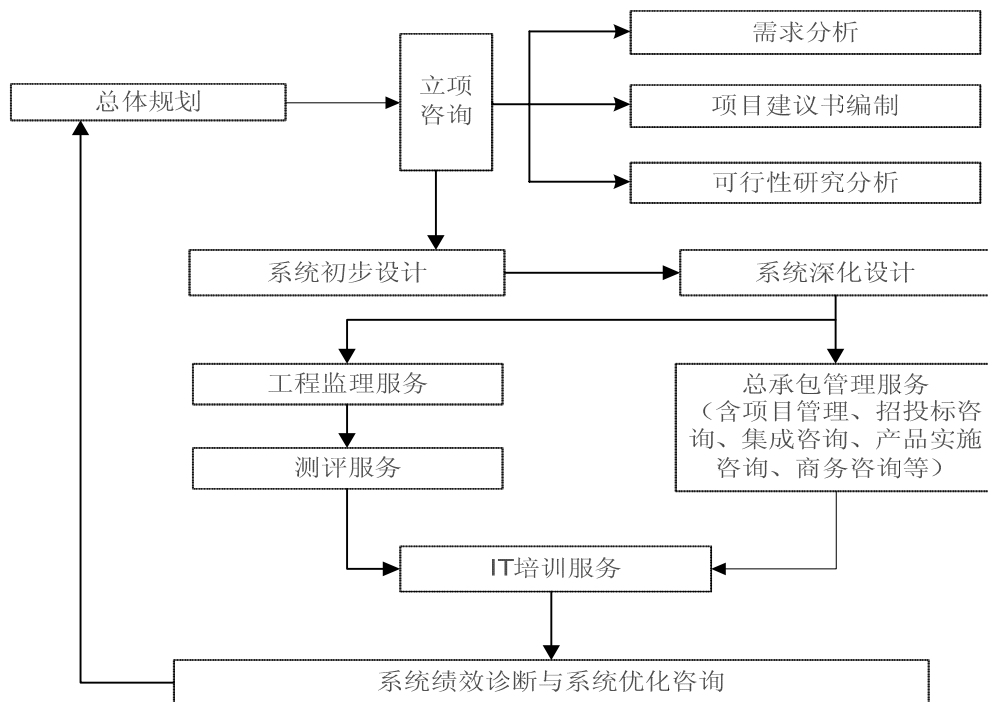 需求分析
立项
咨询
总体规划
项目建议书编制
可行性研究分析
系统初步设计
系统深化设计
工程监理服务
总承包管理服务
（含项目管理、招投标咨
询、集成咨询、产品实施
咨询、商务咨询等）
测评服务
IT培训服务
系统绩效诊断与系统优化咨询